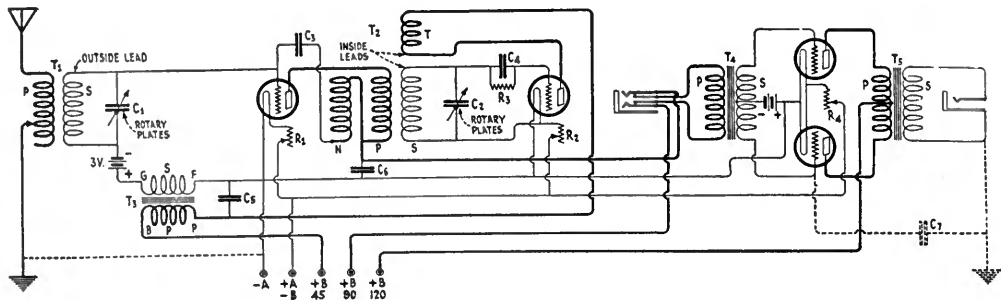 T1
OUTSIDE LEAD
P
S
C1
ROTARY
PLATES
-
3V.
+
G
S
F
T3
B
P
P
C5
C3
R1
N
P
C6
INSIDE
LEADS
T2
T
S
C2
ROTARY
PLATES
C4
R3
R2
T4
P
S
-
+
R4
P
T5
S
C7
-A
+A
-B
+B
45
+B
90
+B
120